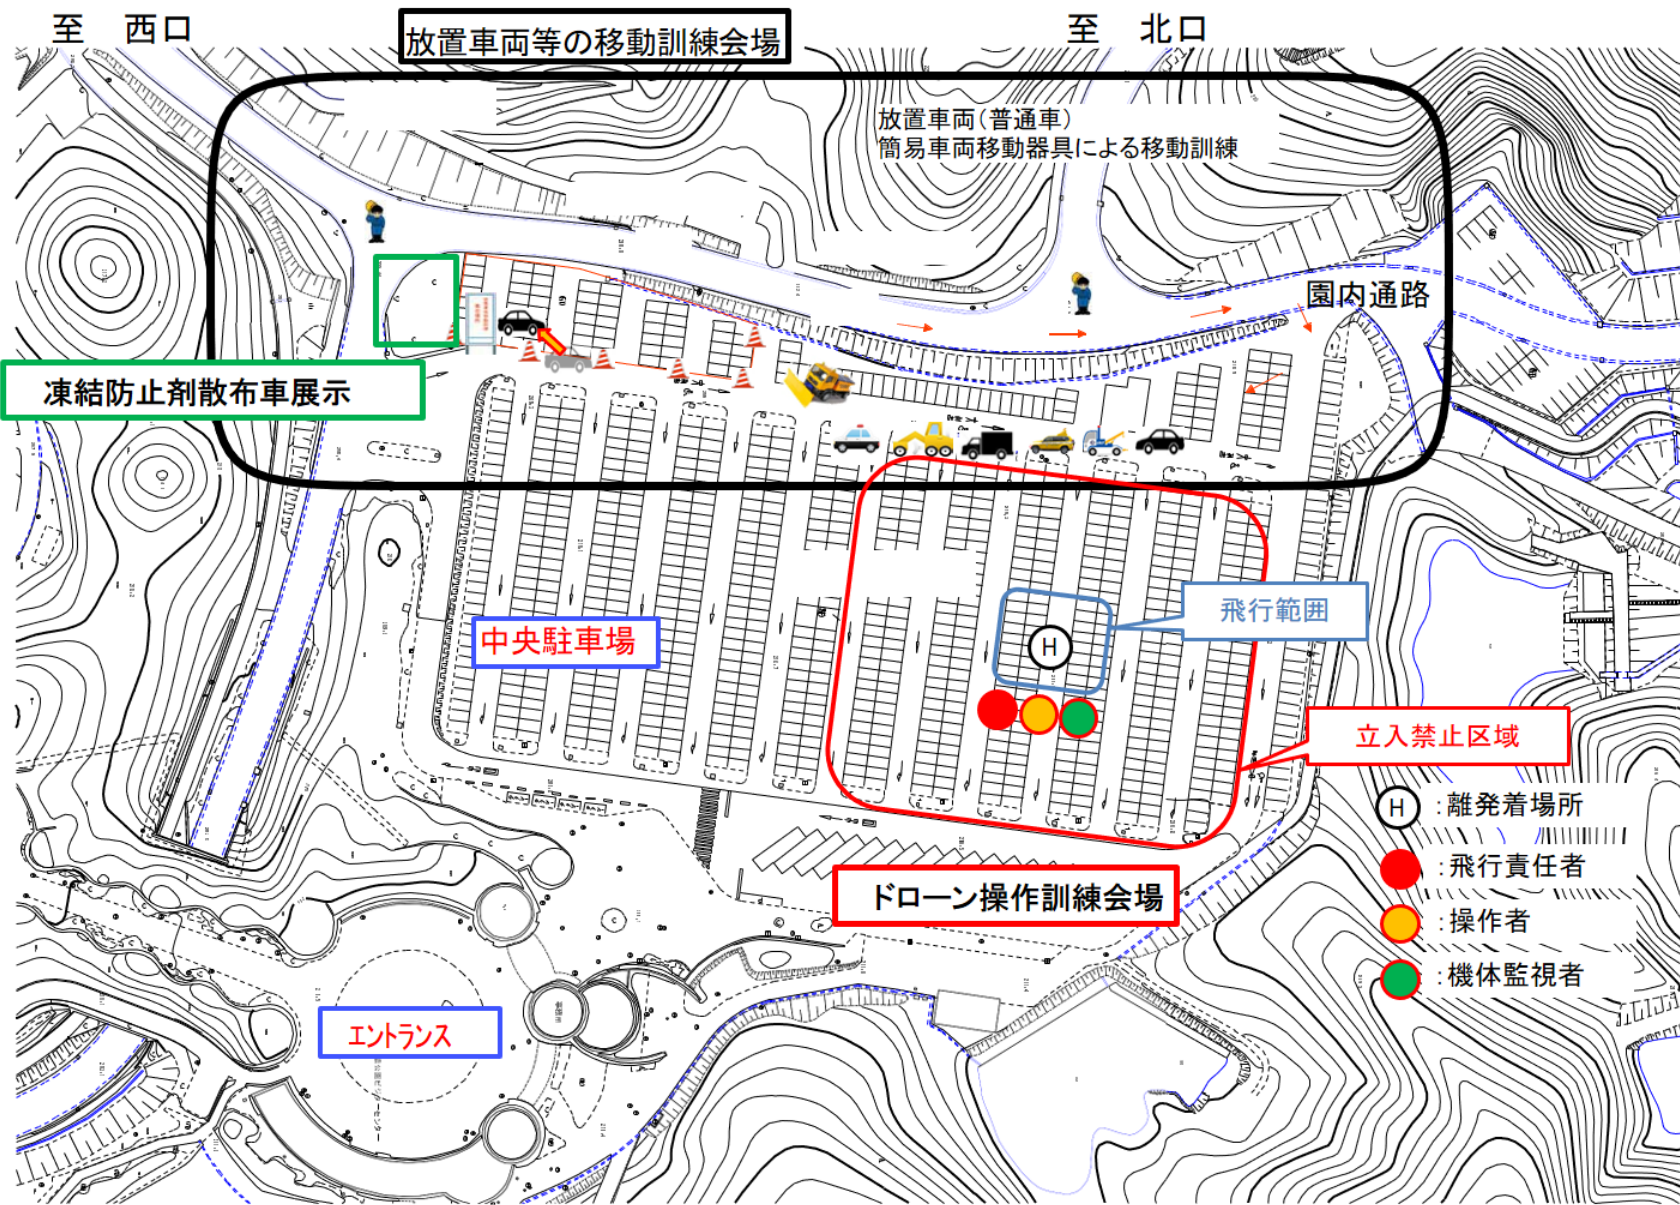 至　西口
放置車両等の移動訓練会場
至　北口
放置車両(普通車)
簡易車両移動器具による移動訓練
園内通路
凍結防止剤散布車展示
中央駐車場
飛行範囲
H
立入禁止区域
H :離発着場所
:飛行責任者
:操作者
:機体監視者
ドローン操作訓練会場
エントランス